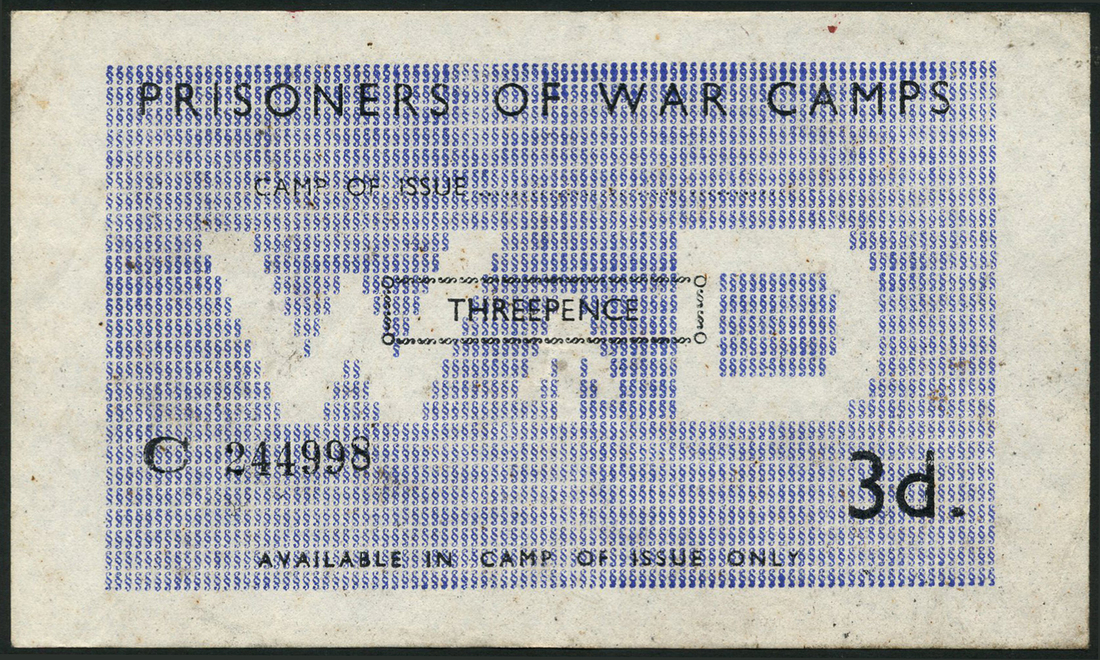 PRISONERS OF WAR CAMPS
CAMP OF ISSUE
W D
THREEPENCE
C 244998
3d.
AVAILABLE IN CAMP OF ISSUE ONLY